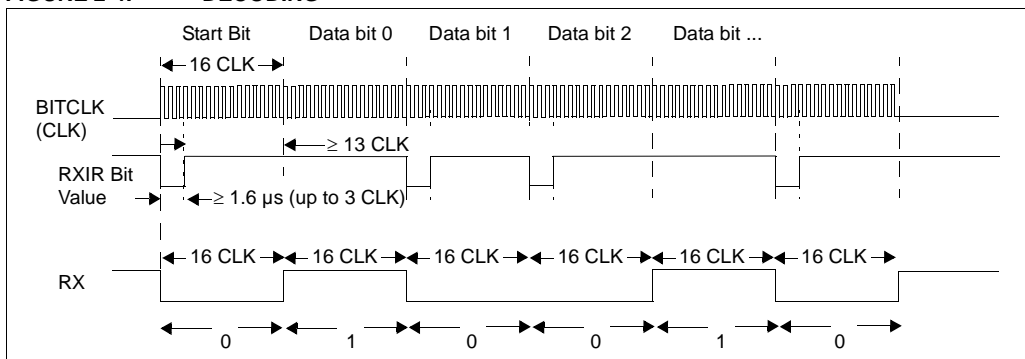 Start Bit Data bit 0 Data bit 1 Data bit 2 Data bit ...
16 CLK
BITCLK
(CLK)
≥ 13 CLK
RXIR Bit
Value
≥ 1.6 µs (up to 3 CLK)
16 CLK 16 CLK 16 CLK 16 CLK 16 CLK 16 CLK
RX
0 1 0 0 1 0